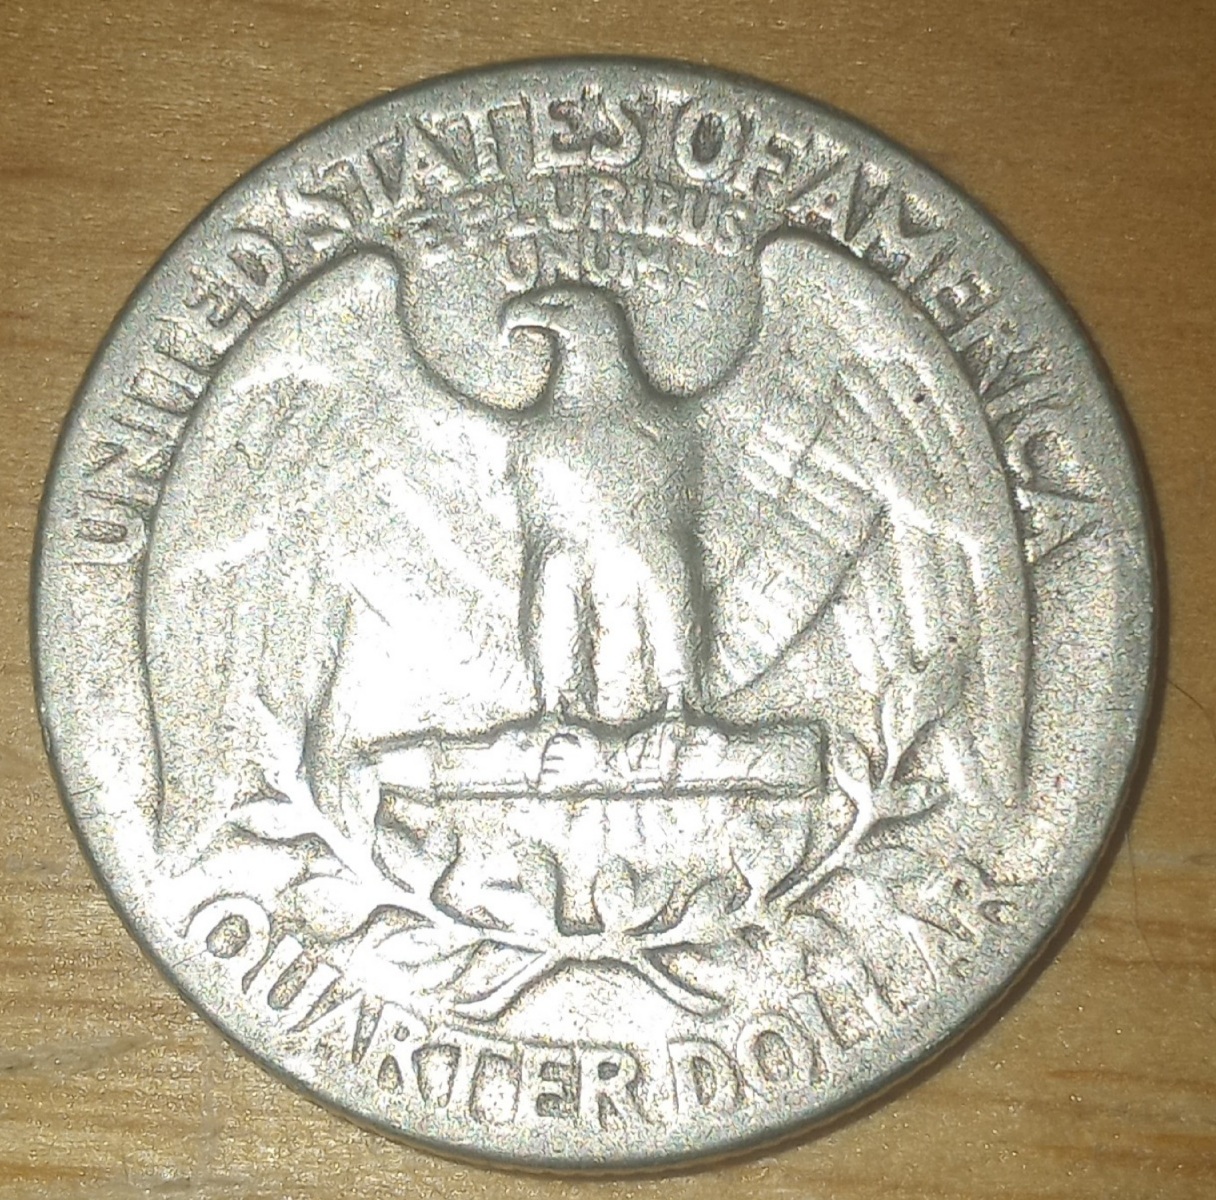 UNITED STATES OF AMERICA
E PLURIBUS
UNUM
QUARTER DOLLAR